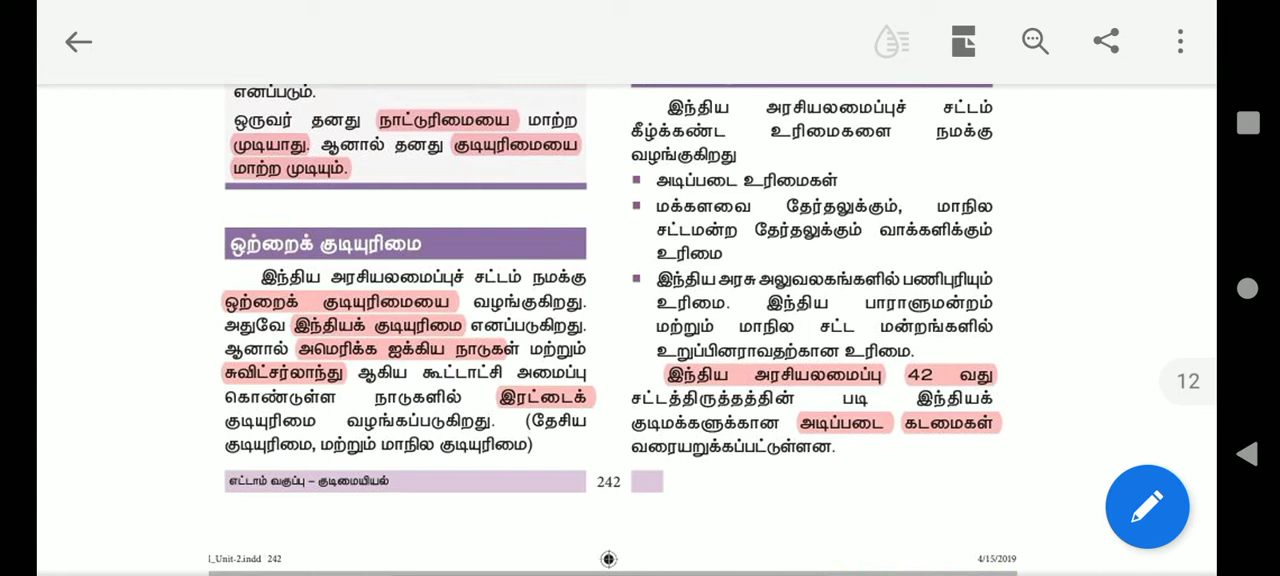 எனப்படும்.
ஒருவர் தனது நாட்டுரிமையை மாற்ற
முடியாது. ஆனால் தனது குடியுரிமையை
மாற்ற முடியும்.
ஒற்றைக் குடியுரிமை
இந்திய அரசியலமைப்புச் சட்டம் நமக்கு
ஒற்றைக் குடியுரிமையை வழங்குகிறது.
அதுவே இந்தியக் குடியுரிமை எனப்படுகிறது.
ஆனால் அமெரிக்க ஐக்கிய நாடுகள் மற்றும்
சுவிட்சர்லாந்து ஆகிய கூட்டாட்சி அமைப்பு
கொண்டுள்ள நாடுகளில் இரட்டைக்
குடியுரிமை வழங்கப்படுகிறது. (தேசிய
குடியுரிமை, மற்றும் மாநில குடியுரிமை)
இந்திய அரசியலமைப்புச் சட்டம்
கீழ்க்கண்ட உரிமைகளை நமக்கு
வழங்குகிறது
அடிப்படை உரிமைகள்
மக்களவை தேர்தலுக்கும், மாநில
சட்டமன்ற தேர்தலுக்கும் வாக்களிக்கும்
உரிமை
இந்திய அரசு அலுவலகங்களில் பணிபுரியும்
உரிமை. இந்திய பாராளுமன்றம்
மற்றும் மாநில சட்ட மன்றங்களில்
உறுப்பினராவதற்கான உரிமை.
இந்திய அரசியலமைப்பு 42 வது
சட்டத்திருத்தத்தின் படி இந்தியக்
குடிமக்களுக்கான அடிப்படை கடமைகள்
வரையறுக்கப்பட்டுள்ளன.
12
எட்டாம் வகுப்பு – குடிமையியல்
242
l_Unit-2.indd 242
4/15/2019